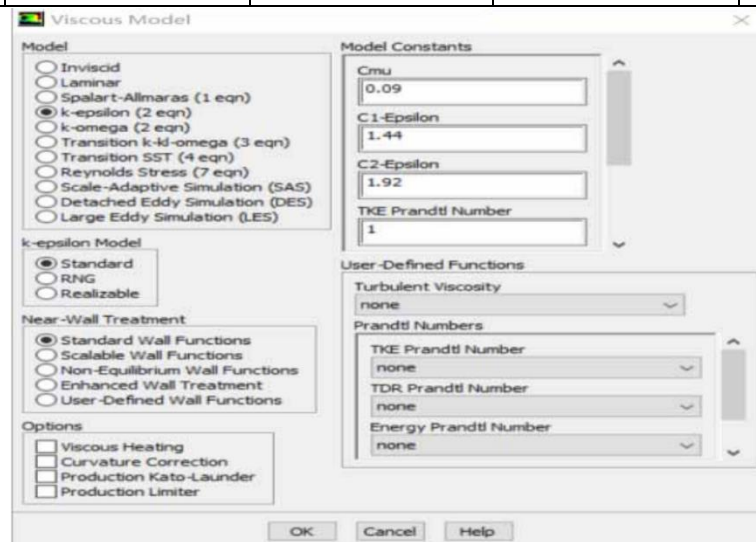 Viscous Model
Model
Inviscid
Laminar
Spalart-Allmaras (1 eqn)
k-epsilon (2 eqn)
k-omega (2 eqn)
Transition k-kl-omega (3 eqn)
Transition SST (4 eqn)
Reynolds Stress (7 eqn)
Scale-Adaptive Simulation (SAS)
Detached Eddy Simulation (DES)
Large Eddy Simulation (LES)
k-epsilon Model
Standard
RNG
Realizable
Near-Wall Treatment
Standard Wall Functions
Scalable Wall Functions
Non-Equilibrium Wall Functions
Enhanced Wall Treatment
User-Defined Wall Functions
Options
Viscous Heating
Curvature Correction
Production Kato-Launder
Production Limiter
Model Constants
Cmu
0.09
C1-Epsilon
1.44
C2-Epsilon
1.92
TKE Prandtl Number
1
User-Defined Functions
Turbulent Viscosity
none
Prandtl Numbers
TKE Prandtl Number
none
TDR Prandtl Number
none
Energy Prandtl Number
none
OK Cancel Help